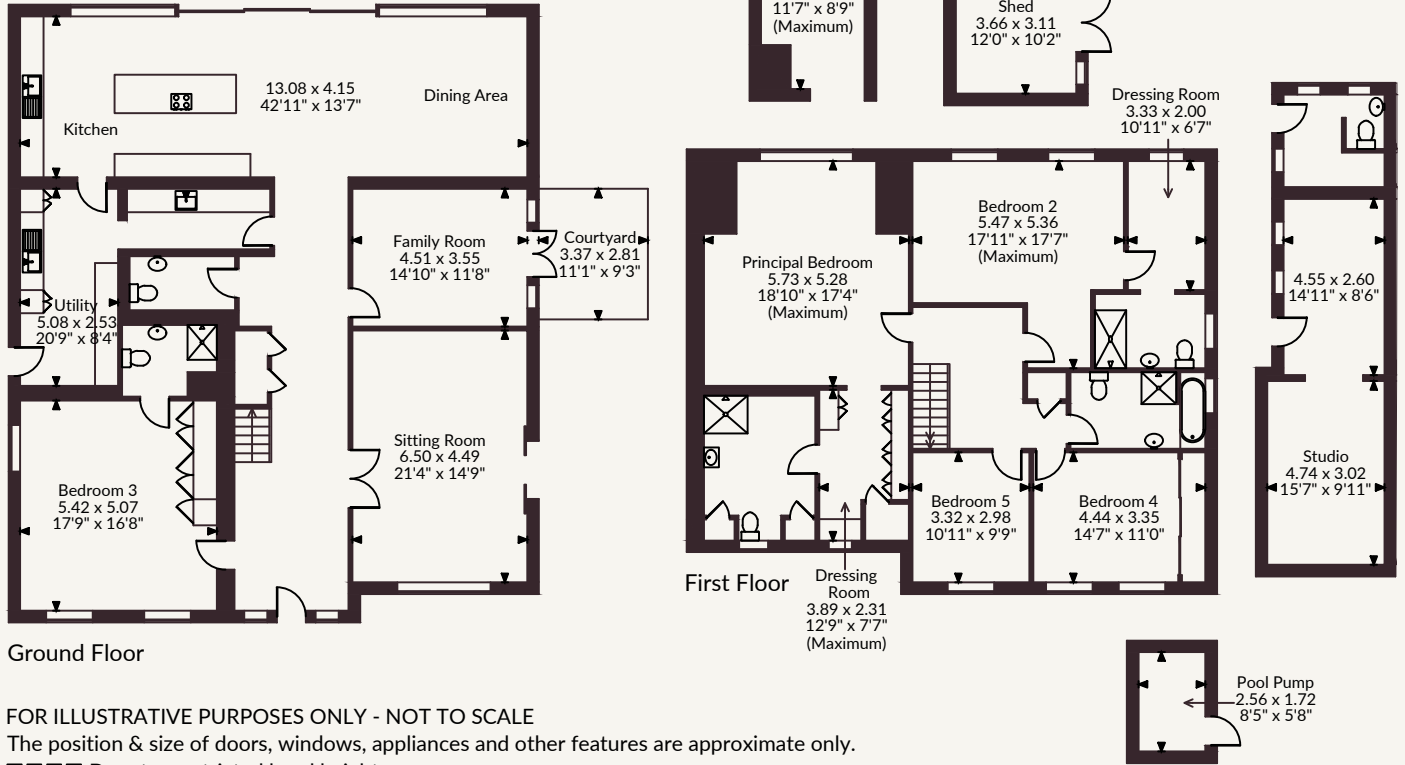 13.08 x 4.15
42'11" x 13'7"
Dining Area
Kitchen
Family Room
4.51 x 3.55
14'10" x 11'8"
Courtyard
3.37 x 2.81
11'1" x 9'3"
Utility
5.08 x 2.53
20'9" x 8'4"
Sitting Room
6.50 x 4.49
21'4" x 14'9"
Bedroom 3
5.42 x 5.07
17'9" x 16'8"
Ground Floor
11'7" x 8'9"
(Maximum)
Shed
3.66 x 3.11
12'0" x 10'2"
Dressing Room
3.33 x 2.00
10'11" x 6'7"
Bedroom 2
5.47 x 5.36
17'11" x 17'7"
(Maximum)
Principal Bedroom
5.73 x 5.28
18'10" x 17'4"
(Maximum)
Bedroom 5
3.32 x 2.98
10'11" x 9'9"
Bedroom 4
4.44 x 3.35
14'7" x 11'0"
First Floor
Dressing
Room
3.89 x 2.31
12'9" x 7'7"
(Maximum)
4.55 x 2.60
14'11" x 8'6"
Studio
4.74 x 3.02
15'7" x 9'11"
Pool Pump
2.56 x 1.72
8'5" x 5'8"
FOR ILLUSTRATIVE PURPOSES ONLY - NOT TO SCALE
The position & size of doors, windows, appliances and other features are approximate only.